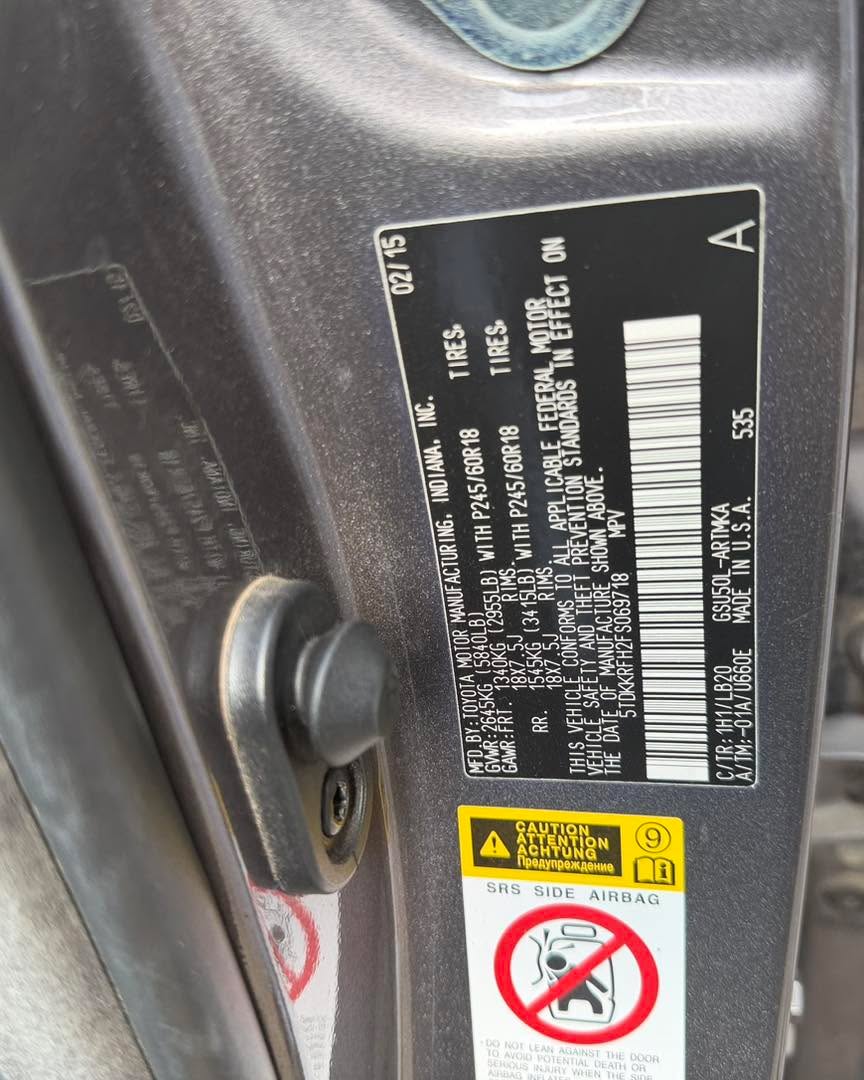 02/15
MFD.BY: TOYOTA MOTOR MANUFACTURING, INDIANA, INC.
GVWR:2645KG (5840LB)
GAWR:FRT. 1340KG (2955LB) WITH P245/60R18 TIRES,
18X7.5J RIMS.
RR. 1545KG (3415LB) WITH P245/60R18 TIRES,
18X7.5J RIMS.
THIS VEHICLE CONFORMS TO ALL APPLICABLE FEDERAL MOTOR
VEHICLE SAFETY AND THEFT PREVENTION STANDARDS IN EFFECT ON
THE DATE OF MANUFACTURE SHOWN ABOVE.
5TDKKRFH2FS069718 MPV
C/TR:1H1/LB20 GSU50L-ARTMKA 535
A/TM:-01A/U660E MADE IN U.S.A.
A
CAUTION
ATTENTION
ACHTUNG
Предупреждение
9
i
SRS SIDE AIRBAG
DO NOT LEAN AGAINST THE DOOR
TO AVOID POTENTIAL DEATH OR
SERIOUS INJURY WHEN THE SIDE
AIRBAG INFLATES